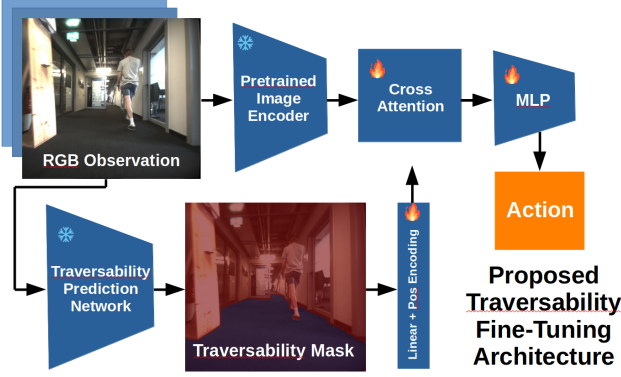 RGB Observation
Pretrained
Image
Encoder
Cross
Attention
MLP
Action
Traversability
Prediction
Network
Traversability Mask
Linear + Pos Encoding
Proposed
Traversability
Fine-Tuning
Architecture